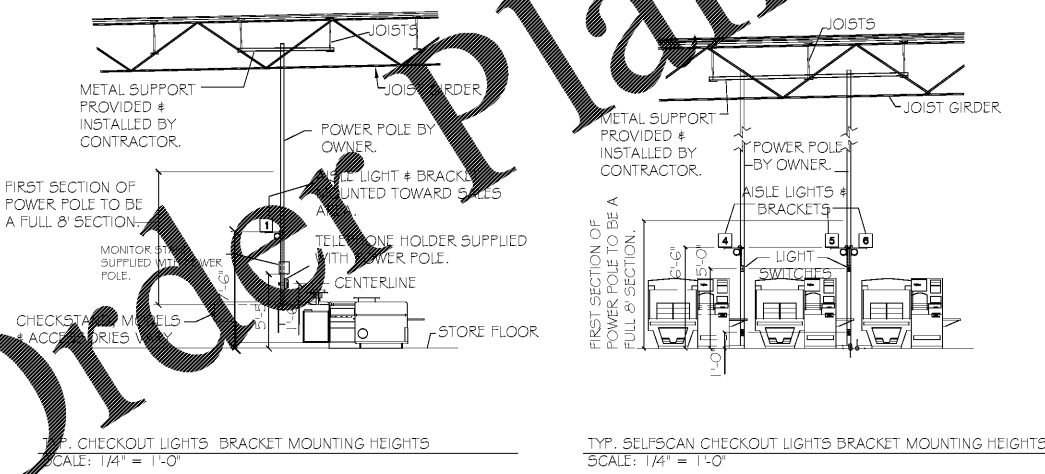 JOISTS
METAL SUPPORT
PROVIDED &
INSTALLED BY
CONTRACTOR.
JOIST GIRDER
POWER POLE BY
OWNER.
FIRST SECTION OF
POWER POLE TO BE
A FULL 8' SECTION.
AISLE LIGHT & BRACKET
MOUNTED TOWARD SALES
AREA.
1
MONITOR
SUPPLIED WITH POWER
POLE.
TELEPHONE HOLDER SUPPLIED
WITH POWER POLE.
CENTERLINE
CHECKSTAND MODELS
& ACCESSORIES VARY
STORE FLOOR
TYP. CHECKOUT LIGHTS BRACKET MOUNTING HEIGHTS
SCALE: 1/4" = 1'-0"
JOISTS
JOIST GIRDER
METAL SUPPORT
PROVIDED &
INSTALLED BY
CONTRACTOR.
POWER POLE
BY OWNER.
AISLE LIGHTS &
BRACKETS
4
5
6
FIRST SECTION OF
POWER POLE TO BE A
FULL 8' SECTION.
6'-6"
5'-0"
1'-0"
LIGHT
SWITCHES
TYP. SELFSCAN CHECKOUT LIGHTS BRACKET MOUNTING HEIGHTS
SCALE: 1/4" = 1'-0"
Order Plan